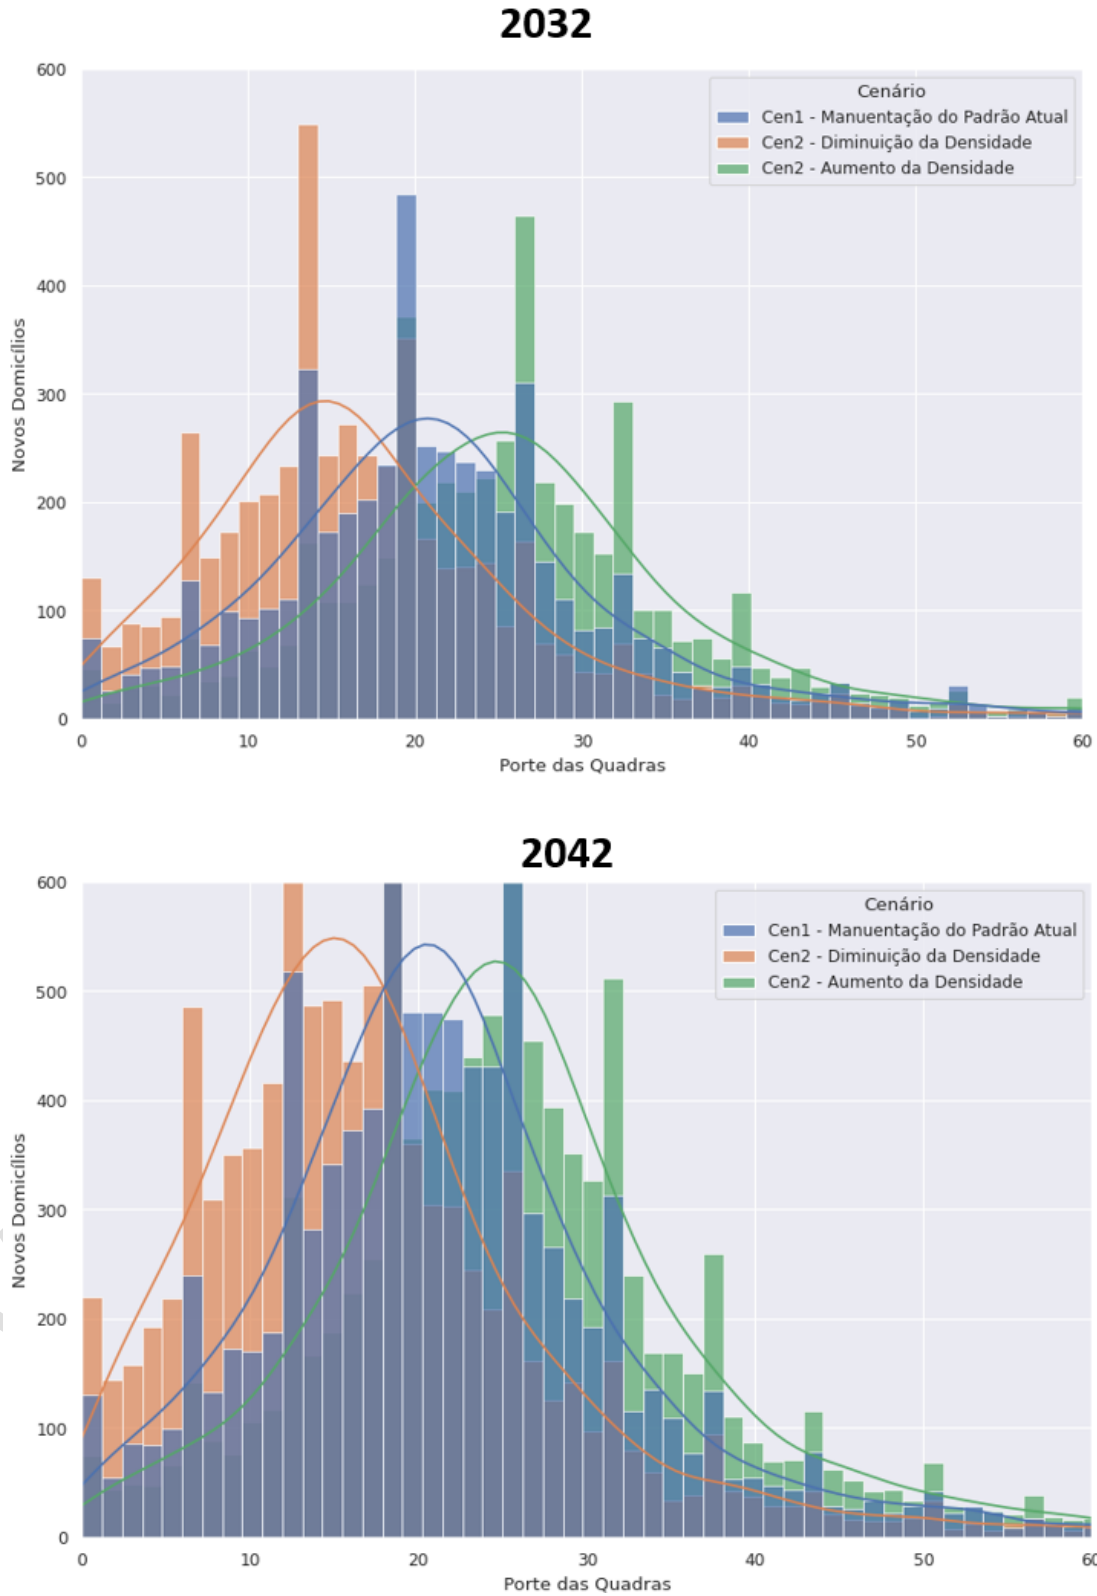 2032
600
500
400
300
200
100
0
Novos Domicílios
Cenário
Cen1 - Manuentação do Padrão Atual
Cen2 - Diminuição da Densidade
Cen2 - Aumento da Densidade
0 10 20 30 40 50 60
Porte das Quadras
2042
600
500
400
300
200
100
0
Novos Domicílios
Cenário
Cen1 - Manuentação do Padrão Atual
Cen2 - Diminuição da Densidade
Cen2 - Aumento da Densidade
0 10 20 30 40 50 60
Porte das Quadras